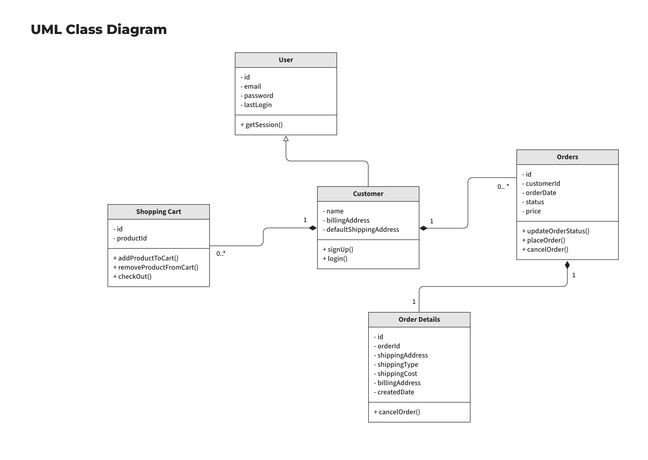 UML Class Diagram
User
- id
- email
- password
- lastLogin
+ getSession()
Orders
- id
- customerId
- orderDate
- status
- price
+ updateOrderStatus()
+ placeOrder()
+ cancelOrder()
0.. *
Customer
- name
- billingAddress
- defaultShippingAddress
+ signUp()
+ login()
1
1
Shopping Cart
- id
- productId
+ addProductToCart()
+ removeProductFromCart()
+ checkOut()
0..*
1
1
Order Details
- id
- orderId
- shippingAddress
- shippingType
- shippingCost
- billingAddress
- createdDate
+ cancelOrder()